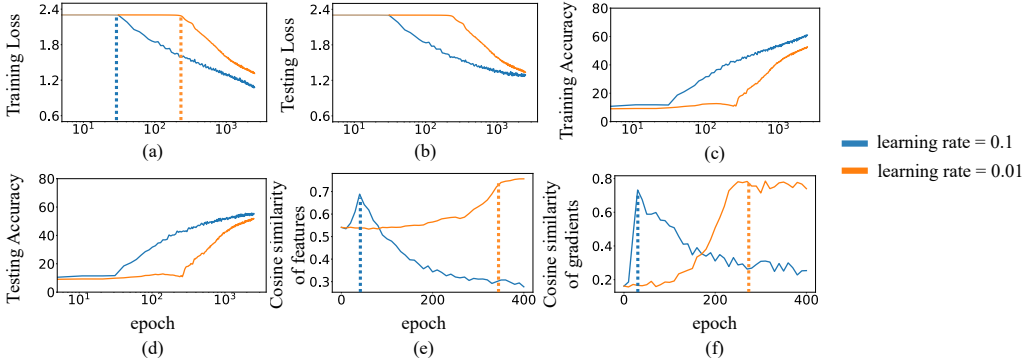 Training Loss
2.4
1.8
1.2
0.6
10^1
10^2
10^3
(a)
Testing Loss
2.4
1.8
1.2
0.6
10^1
10^2
10^3
(b)
Training Accuracy
80
60
40
20
0
10^1
10^2
10^3
(c)
learning rate = 0.1
learning rate = 0.01
Testing Accuracy
80
60
40
20
0
10^1
10^2
10^3
epoch
(d)
Cosine similarity
of features
0.7
0.6
0.5
0.4
0.3
0
200
400
epoch
(e)
Cosine similarity
of gradients
0.8
0.6
0.4
0.2
0
200
400
epoch
(f)